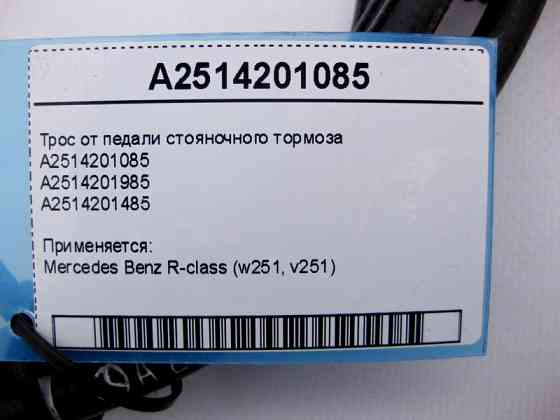 A2514201085
Трос от педали стояночного тормоза
A2514201085
A2514201985
A2514201485
Применяется:
Mercedes Benz R-class (w251, v251)